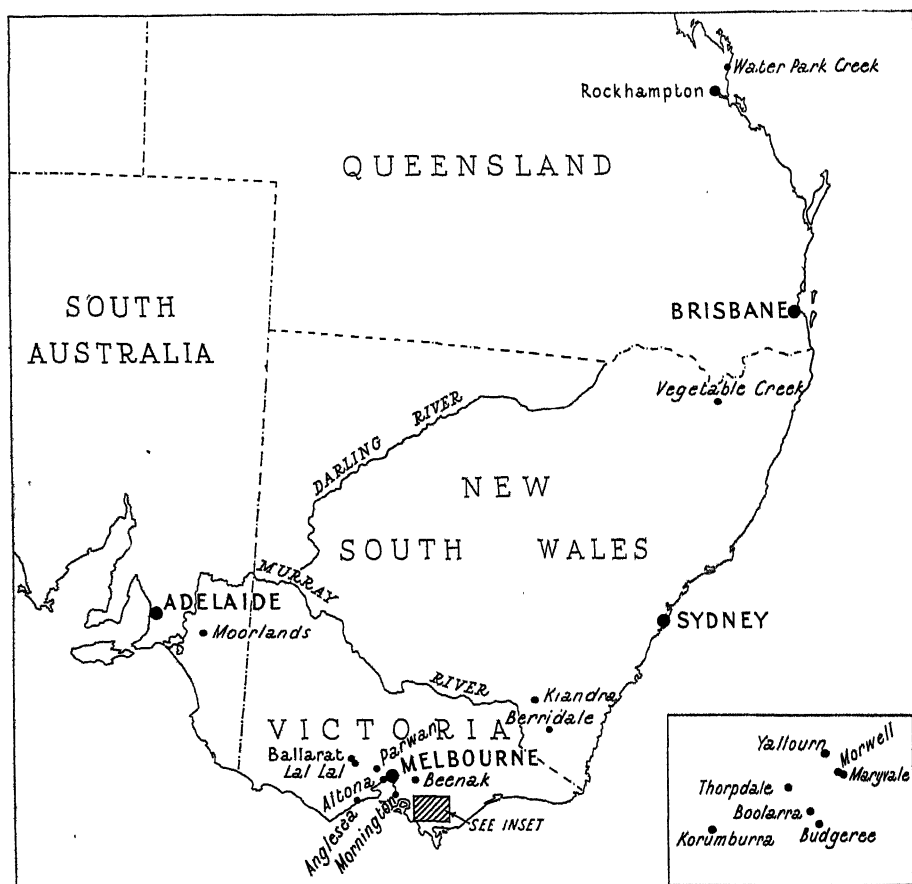 Water Park Creek
Rockhampton
QUEENSLAND
SOUTH
AUSTRALIA
BRISBANE
Vegetable Creek
DARLING RIVER
NEW
SOUTH WALES
MURRAY
RIVER
ADELAIDE
Moorlands
SYDNEY
Kiandra
Berridale
VICTORIA
Parwan
Ballarat
Lal Lal
MELBOURNE
Altona
Beenak
Anglesea
Mornington
SEE INSET
Yallourn
Morwell
Maryvale
Thorpdale
Boolarra
Budgeree
Korumburra